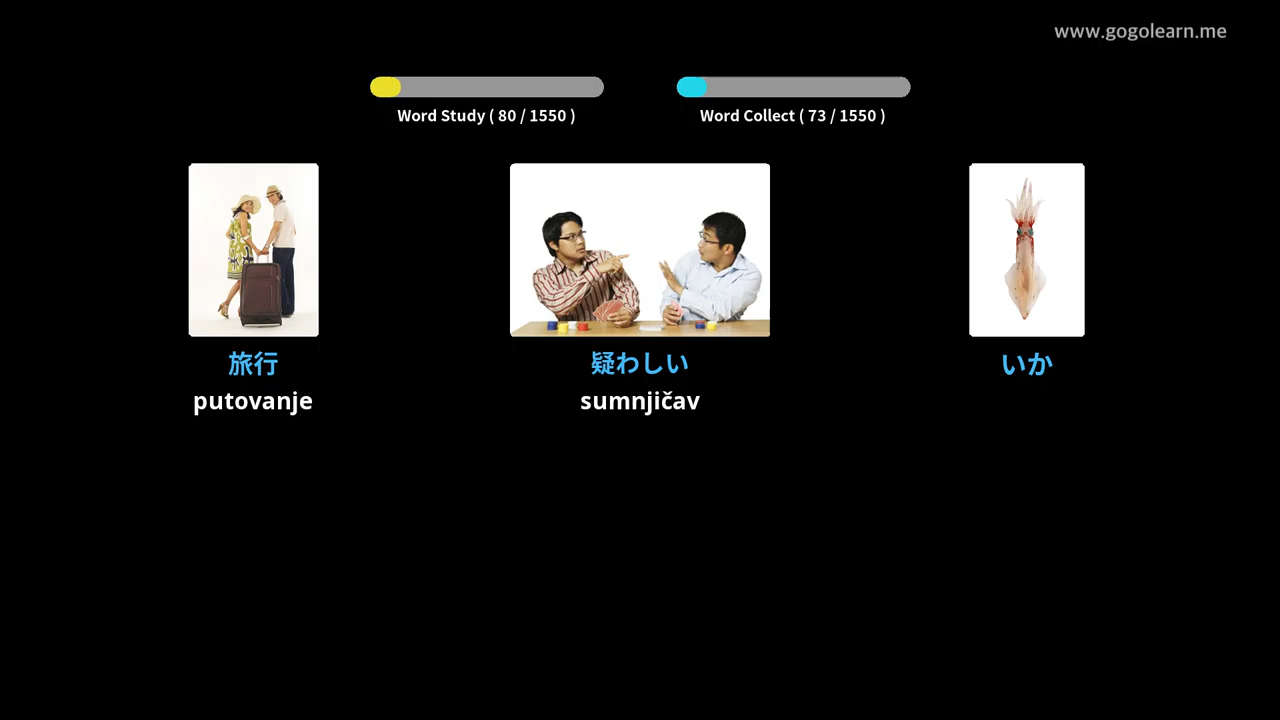 www.gogolearn.me
Word Study ( 80 / 1550 )
Word Collect ( 73 / 1550 )
旅行
putovanje
疑わしい
sumnjičav
いか